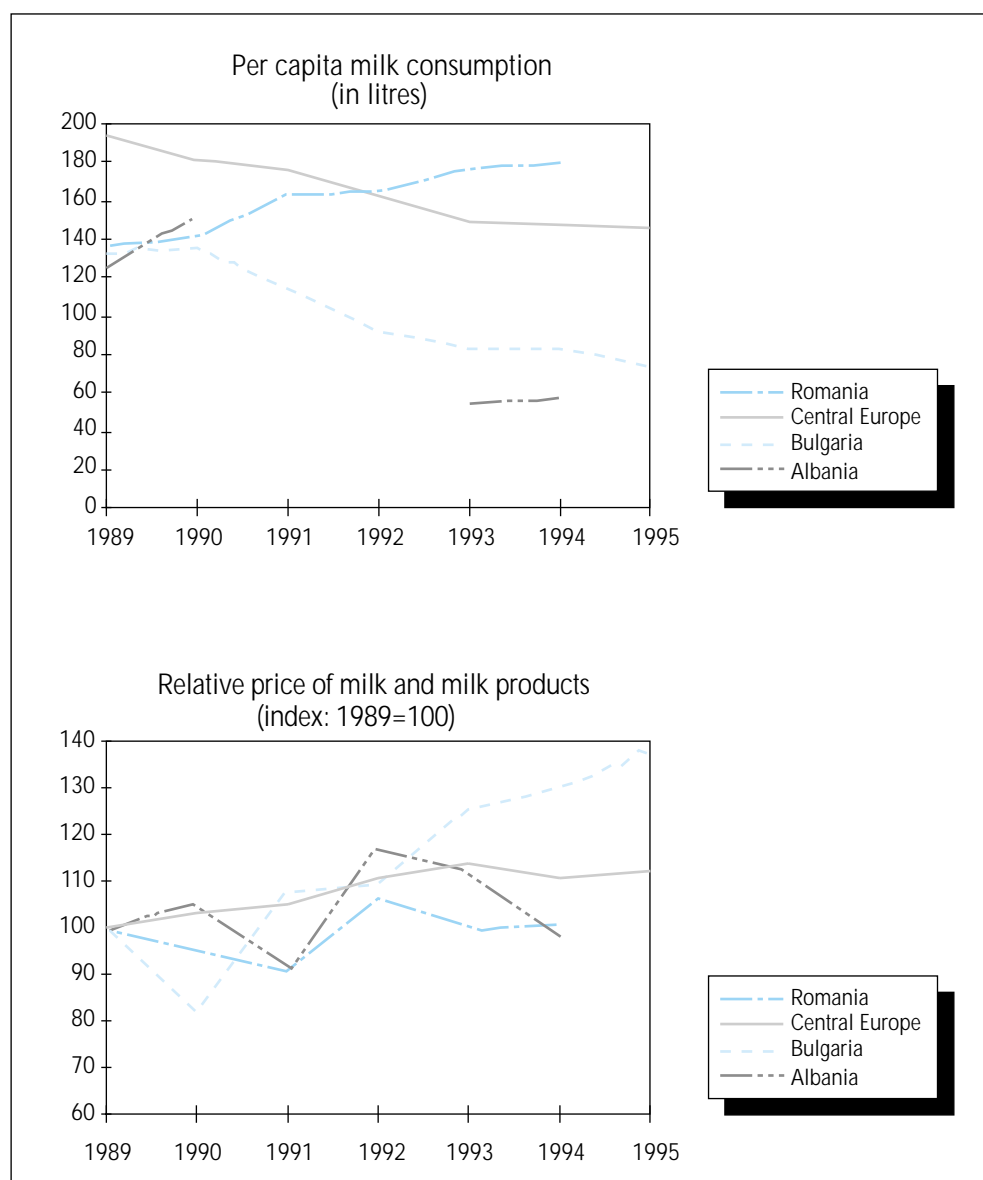 Per capita milk consumption
(in litres)
200
180
160
140
120
100
80
60
40
20
0
1989 1990 1991 1992 1993 1994 1995
Romania
Central Europe
Bulgaria
Albania
Relative price of milk and milk products
(index: 1989=100)
140
130
120
110
100
90
80
70
60
1989 1990 1991 1992 1993 1994 1995
Romania
Central Europe
Bulgaria
Albania